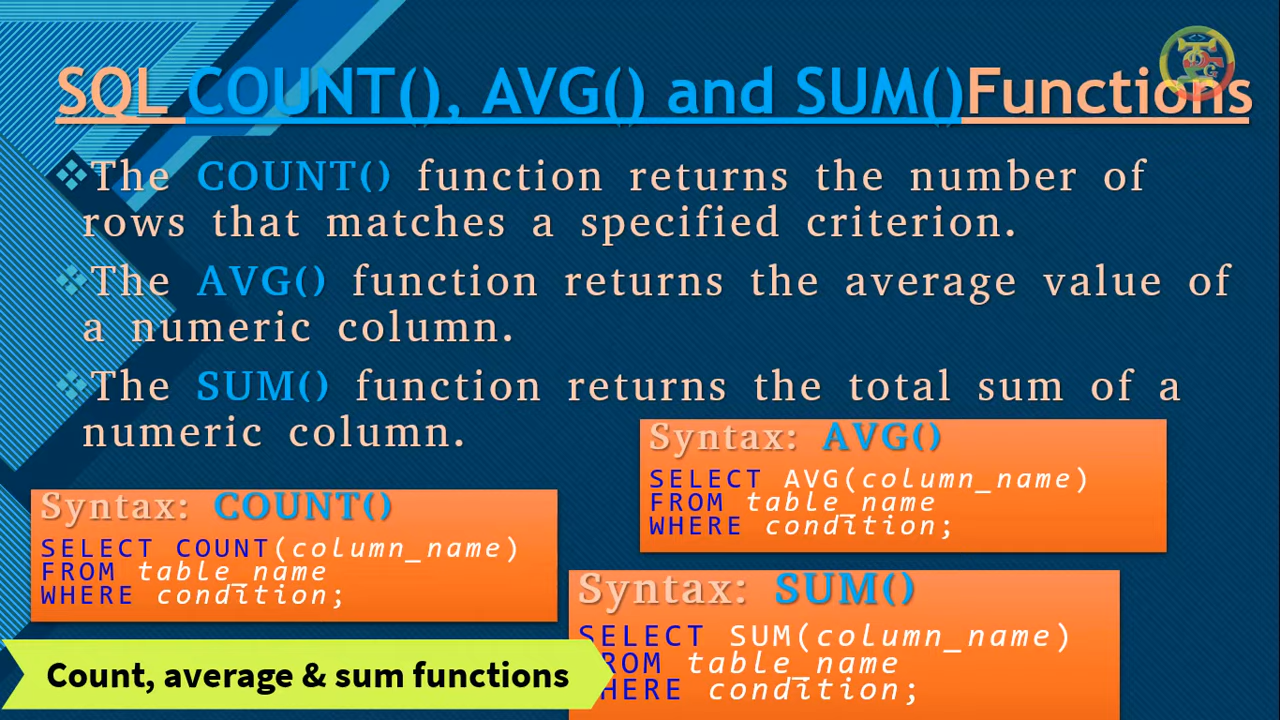 SQL COUNT(), AVG() and SUM()Functions
The COUNT() function returns the number of
rows that matches a specified criterion.
The AVG() function returns the average value of
a numeric column.
The SUM() function returns the total sum of a
numeric column.
Syntax: AVG()
SELECT AVG(column_name)
FROM table_name
WHERE condition;
Syntax: COUNT()
SELECT COUNT(column_name)
FROM table_name
WHERE condition;
Syntax: SUM()
SELECT SUM(column_name)
FROM table_name
WHERE condition;
Count, average & sum functions